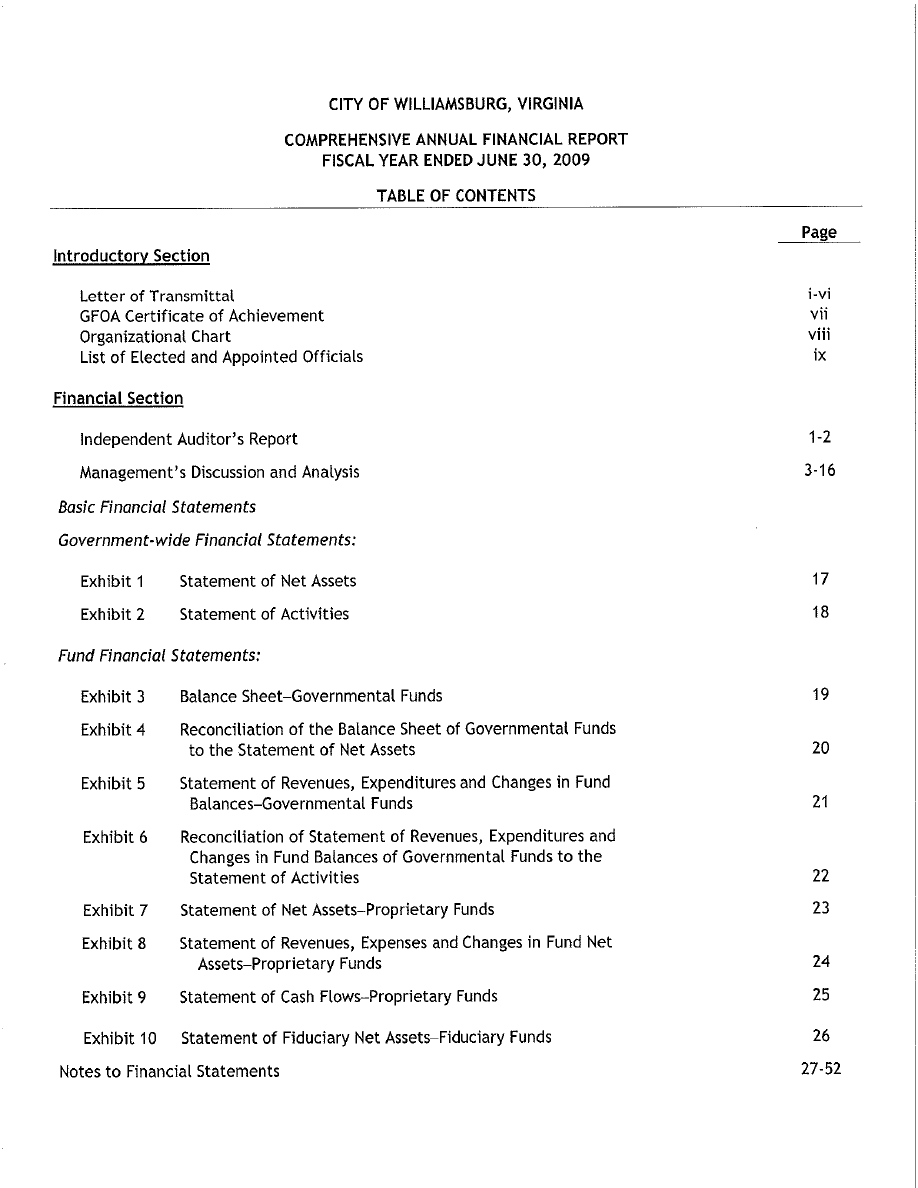 CITY OF WILLIAMSBURG, VIRGINIA
COMPREHENSIVE ANNUAL FINANCIAL REPORT
FISCAL YEAR ENDED JUNE 30, 2009
TABLE OF CONTENTS
Page
Introductory Section
Letter of Transmittal i-vi
GFOA Certificate of Achievement vii
Organizational Chart viii
List of Elected and Appointed Officials ix
Financial Section
Independent Auditor's Report 1-2
Management's Discussion and Analysis 3-16
Basic Financial Statements
Government-wide Financial Statements:
Exhibit 1 Statement of Net Assets 17
Exhibit 2 Statement of Activities 18
Fund Financial Statements:
Exhibit 3 Balance Sheet–Governmental Funds 19
Exhibit 4 Reconciliation of the Balance Sheet of Governmental Funds
to the Statement of Net Assets 20
Exhibit 5 Statement of Revenues, Expenditures and Changes in Fund
Balances–Governmental Funds 21
Exhibit 6 Reconciliation of Statement of Revenues, Expenditures and
Changes in Fund Balances of Governmental Funds to the
Statement of Activities 22
Exhibit 7 Statement of Net Assets–Proprietary Funds 23
Exhibit 8 Statement of Revenues, Expenses and Changes in Fund Net
Assets–Proprietary Funds 24
Exhibit 9 Statement of Cash Flows–Proprietary Funds 25
Exhibit 10 Statement of Fiduciary Net Assets–Fiduciary Funds 26
Notes to Financial Statements 27-52